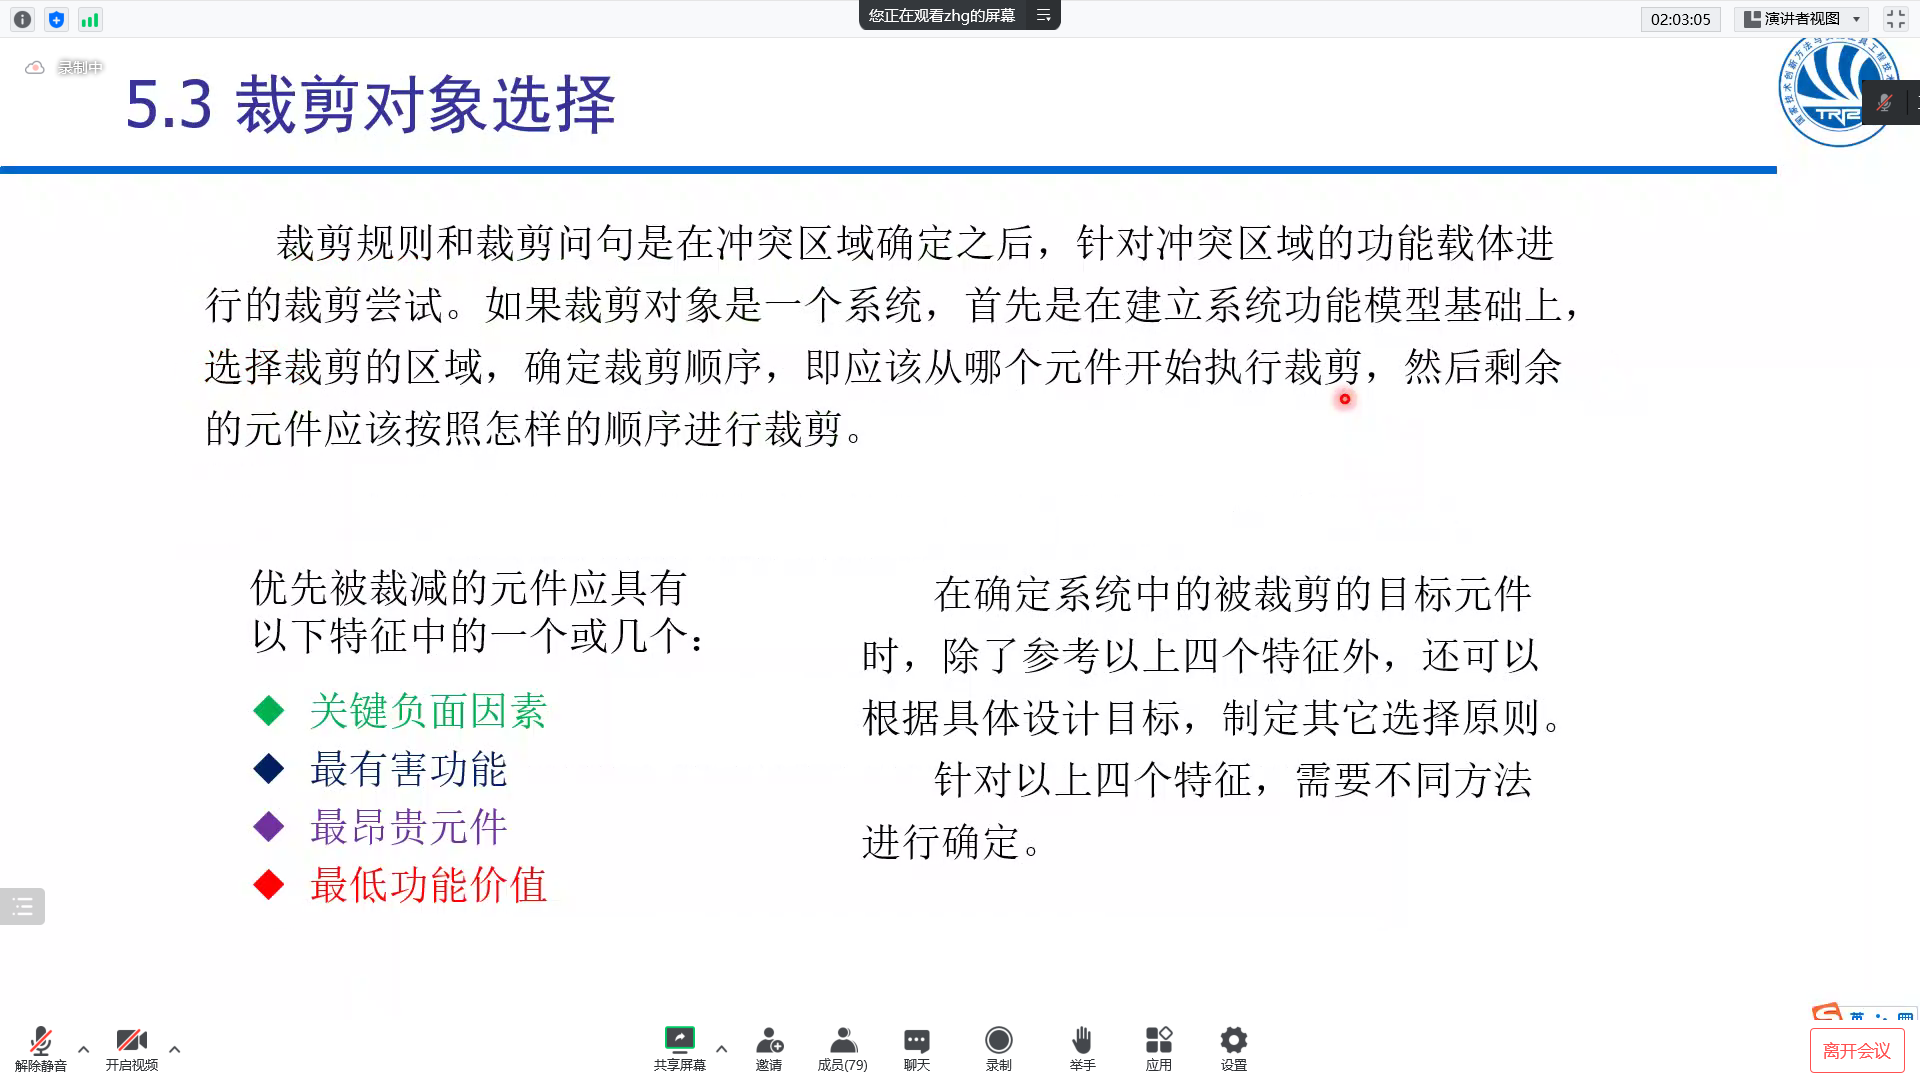 您正在观看zhg的屏幕
02:03:05
演讲者视图
录制中
5.3 裁剪对象选择
TRIZ
裁剪规则和裁剪问句是在冲突区域确定之后，针对冲突区域的功能载体进
行的裁剪尝试。如果裁剪对象是一个系统，首先是在建立系统功能模型基础上，
选择裁剪的区域，确定裁剪顺序，即应该从哪个元件开始执行裁剪，然后剩余
的元件应该按照怎样的顺序进行裁剪。
优先被裁减的元件应具有
以下特征中的一个或几个：
关键负面因素
最有害功能
最昂贵元件
最低功能价值
在确定系统中的被裁剪的目标元件
时，除了参考以上四个特征外，还可以
根据具体设计目标，制定其它选择原则。
针对以上四个特征，需要不同方法
进行确定。
英
解除静音
开启视频
共享屏幕
邀请
成员(79)
聊天
录制
举手
应用
设置
离开会议